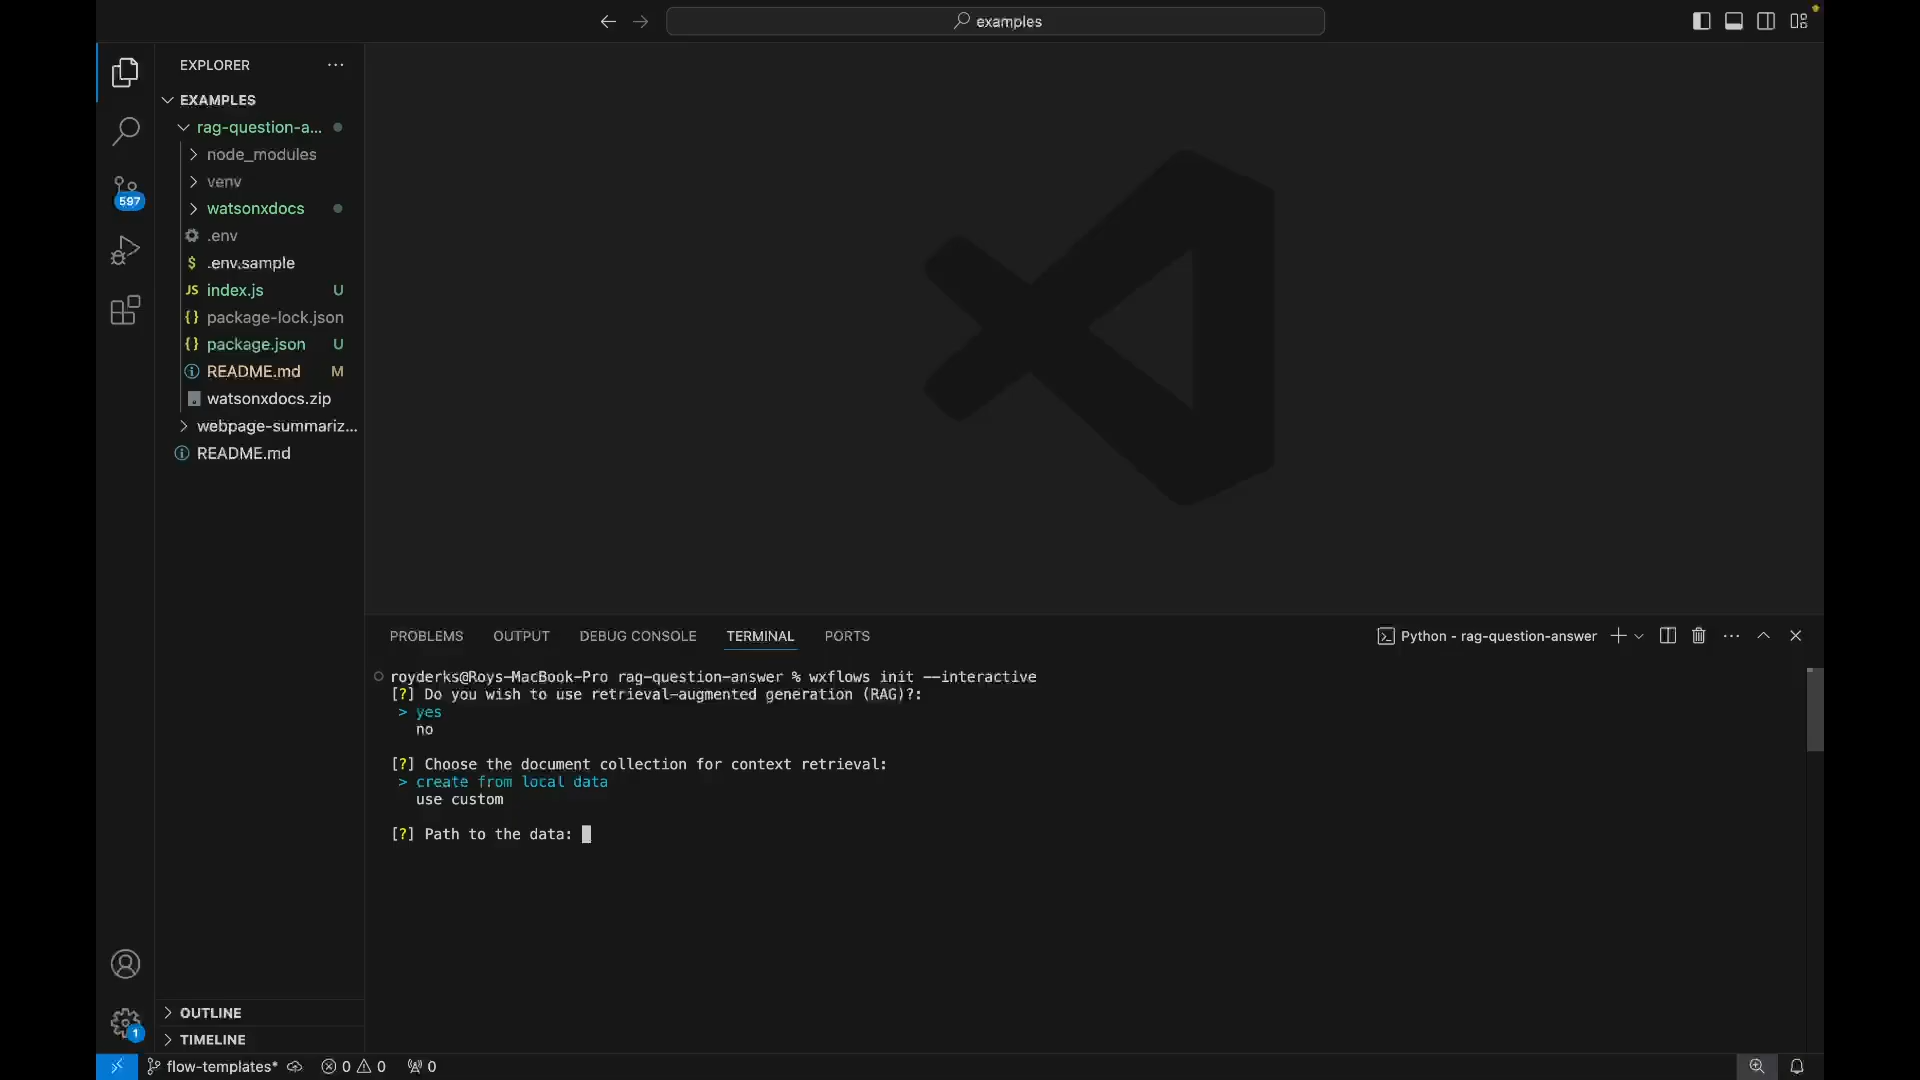 examples
EXPLORER
EXAMPLES
rag-question-a...
node_modules
venv
watsonxdocs
597
.env
$ .env.sample
JS index.js U
{} package-lock.json
{} package.json U
README.md M
watsonxdocs.zip
webpage-summariz...
README.md
PROBLEMS OUTPUT DEBUG CONSOLE TERMINAL PORTS
Python - rag-question-answer
royderks@Roys-MacBook-Pro rag-question-answer % wxflows init --interactive
[?] Do you wish to use retrieval-augmented generation (RAG)?:
> yes
no
[?] Choose the document collection for context retrieval:
> create from local data
use custom
[?] Path to the data:
OUTLINE
1
TIMELINE
flow-templates* 0 0 0